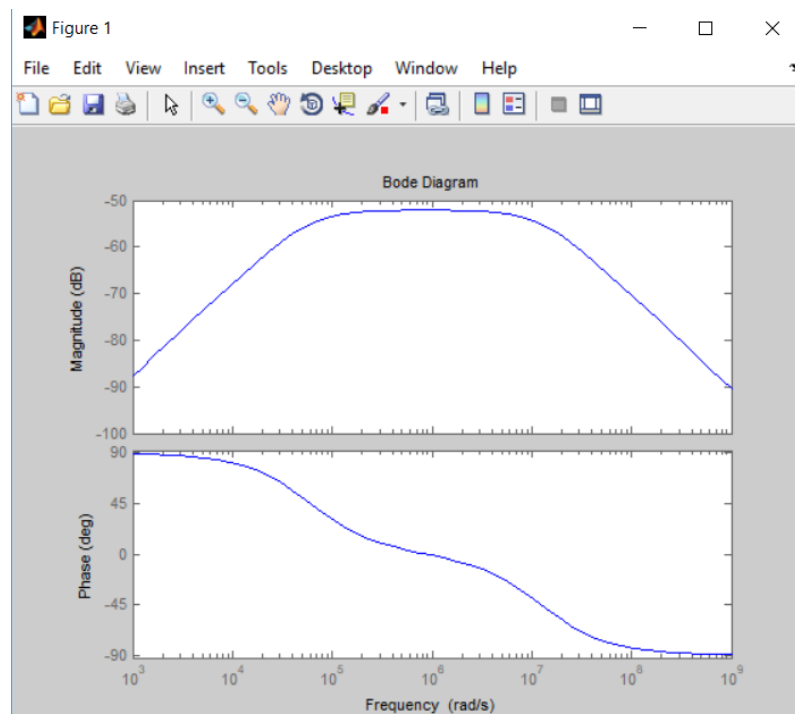 Figure 1
File Edit View Insert Tools Desktop Window Help
Bode Diagram
Magnitude (dB)
-50
-60
-70
-80
-90
-100
Phase (deg)
90
45
0
-45
-90
10^3 10^4 10^5 10^6 10^7 10^8 10^9
Frequency (rad/s)